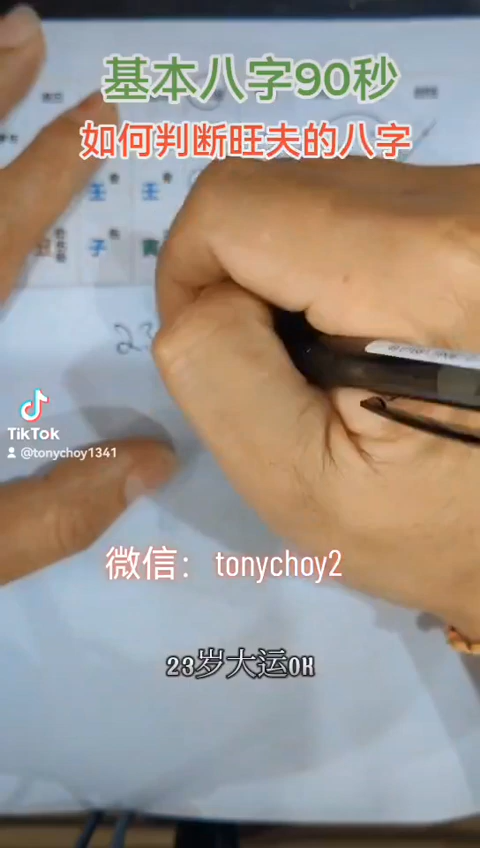 基本八字90秒
如何判断旺夫的八字
壬 壬
子 寅
23
TikTok
@tonychoy1341
微信：tonychoy2
23岁大运OK